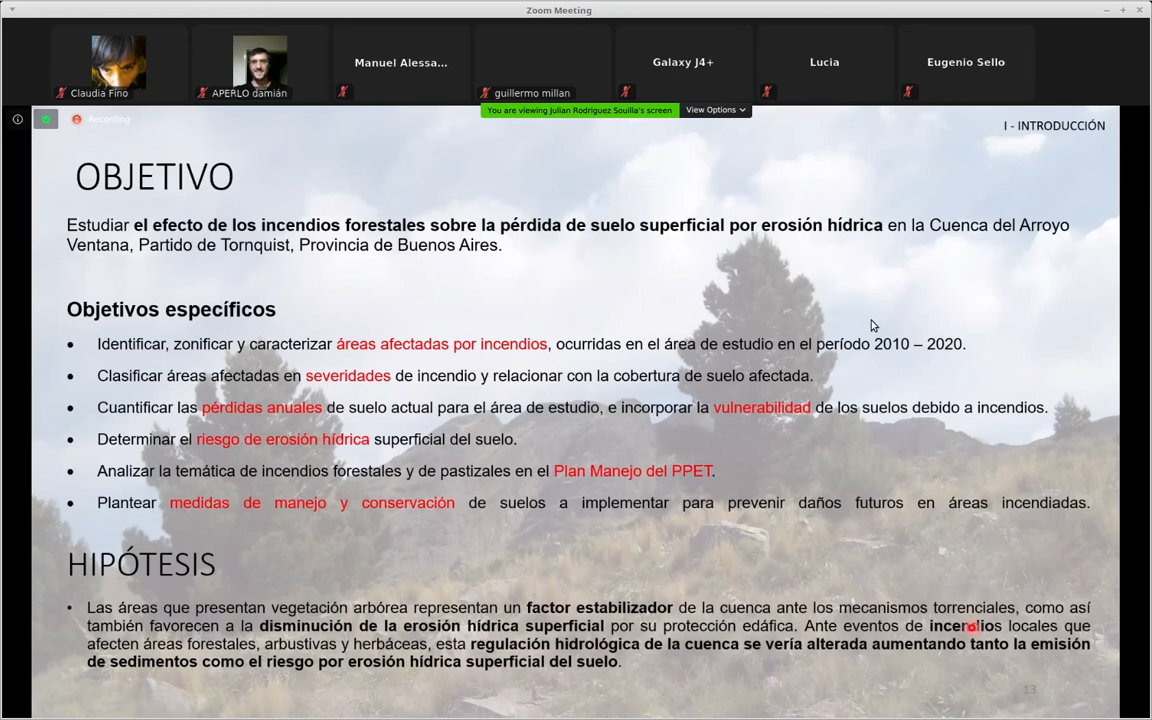 Zoom Meeting
Claudia Fino
APERLO damián
Manuel Alessa...
guillermo millan
Galaxy J4+
Lucia
Eugenio Sello
You are viewing Julian Rodriguez Souilla's screen
View Options
Recording
I - INTRODUCCIÓN
OBJETIVO
Estudiar el efecto de los incendios forestales sobre la pérdida de suelo superficial por erosión hídrica en la Cuenca del Arroyo
Ventana, Partido de Tornquist, Provincia de Buenos Aires.
Objetivos específicos
• Identificar, zonificar y caracterizar áreas afectadas por incendios, ocurridas en el área de estudio en el período 2010 – 2020.
• Clasificar áreas afectadas en severidades de incendio y relacionar con la cobertura de suelo afectada.
• Cuantificar las pérdidas anuales de suelo actual para el área de estudio, e incorporar la vulnerabilidad de los suelos debido a incendios.
• Determinar el riesgo de erosión hídrica superficial del suelo.
• Analizar la temática de incendios forestales y de pastizales en el Plan Manejo del PPET.
• Plantear medidas de manejo y conservación de suelos a implementar para prevenir daños futuros en áreas incendiadas.
HIPÓTESIS
• Las áreas que presentan vegetación arbórea representan un factor estabilizador de la cuenca ante los mecanismos torrenciales, como así
también favorecen a la disminución de la erosión hídrica superficial por su protección edáfica. Ante eventos de incendios locales que
afecten áreas forestales, arbustivas y herbáceas, esta regulación hidrológica de la cuenca se vería alterada aumentando tanto la emisión
de sedimentos como el riesgo por erosión hídrica superficial del suelo.
13